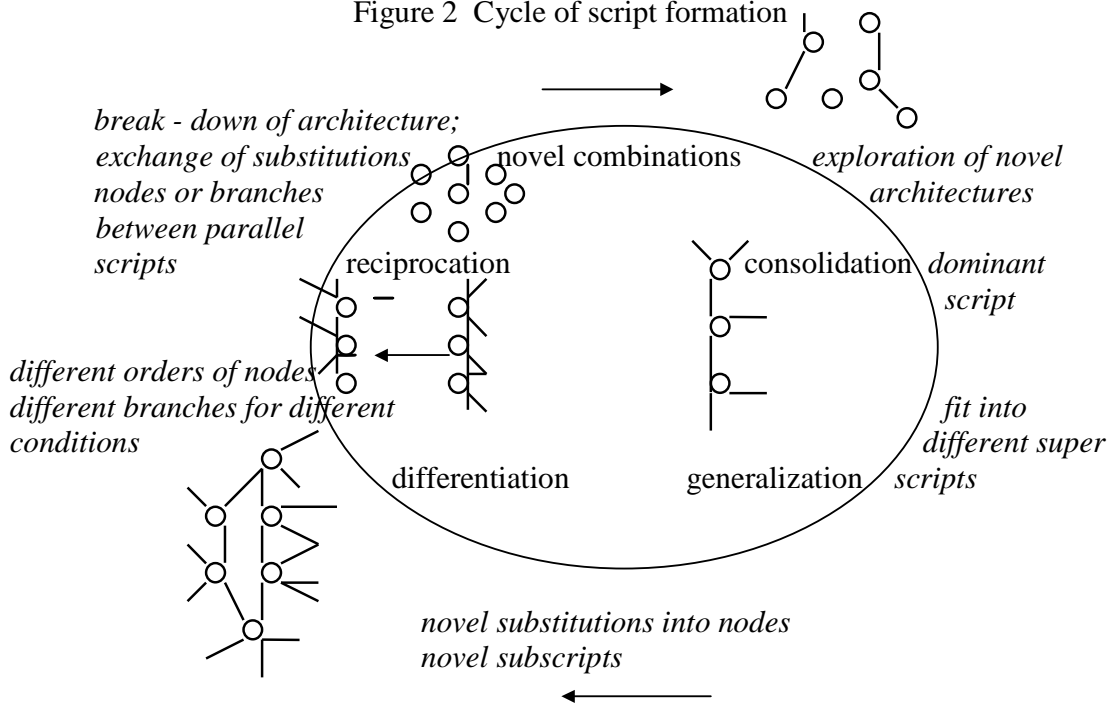 Figure 2 Cycle of script formation
break - down of architecture;
exchange of substitutions
nodes or branches
between parallel
scripts
novel combinations
exploration of novel
architectures
reciprocation
consolidation
dominant
script
different orders of nodes
different branches for different
conditions
fit into
different super
scripts
differentiation
generalization
novel substitutions into nodes
novel subscripts